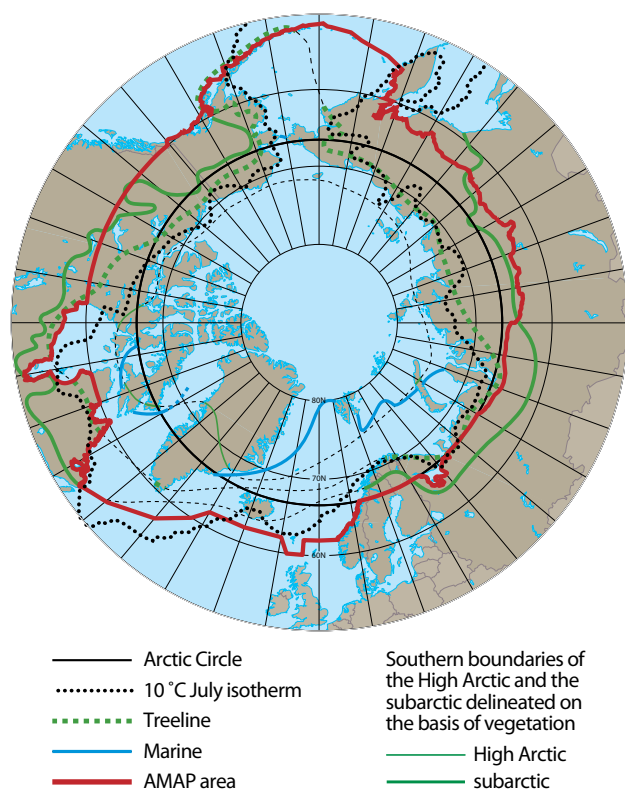 80N
70N
60N
Arctic Circle
10 ˚C July isotherm
Treeline
Marine
AMAP area
Southern boundaries of
the High Arctic and the
subarctic delineated on
the basis of vegetation
High Arctic
subarctic